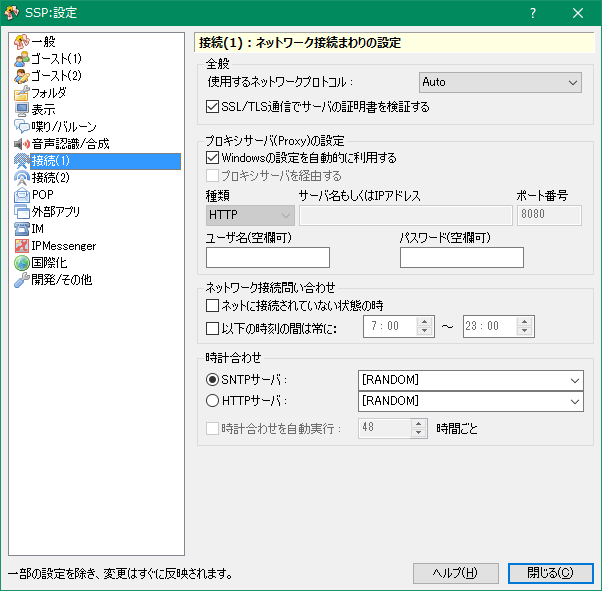 SSP:設定
一般
ゴースト(1)
ゴースト(2)
フォルダ
表示
喋り/バルーン
音声認識/合成
接続(1)
接続(2)
POP
外部アプリ
IM
IPMessenger
国際化
開発/その他
接続(1) : ネットワーク接続まわりの設定
全般
使用するネットワークプロトコル : Auto
SSL/TLS通信でサーバの証明書を検証する
プロキシサーバ(Proxy)の設定
Windowsの設定を自動的に利用する
プロキシサーバを経由する
種類 サーバ名もしくはIPアドレス ポート番号
HTTP 8080
ユーザ名(空欄可) パスワード(空欄可)
ネットワーク接続問い合わせ
ネットに接続されていない状態の時
以下の時刻の間は常に: 7 : 00 ～ 23 : 00
時計合わせ
SNTPサーバ : [RANDOM]
HTTPサーバ : [RANDOM]
時計合わせを自動実行 : 48 時間ごと
一部の設定を除き、変更はすぐに反映されます。
ヘルプ(H) 閉じる(C)